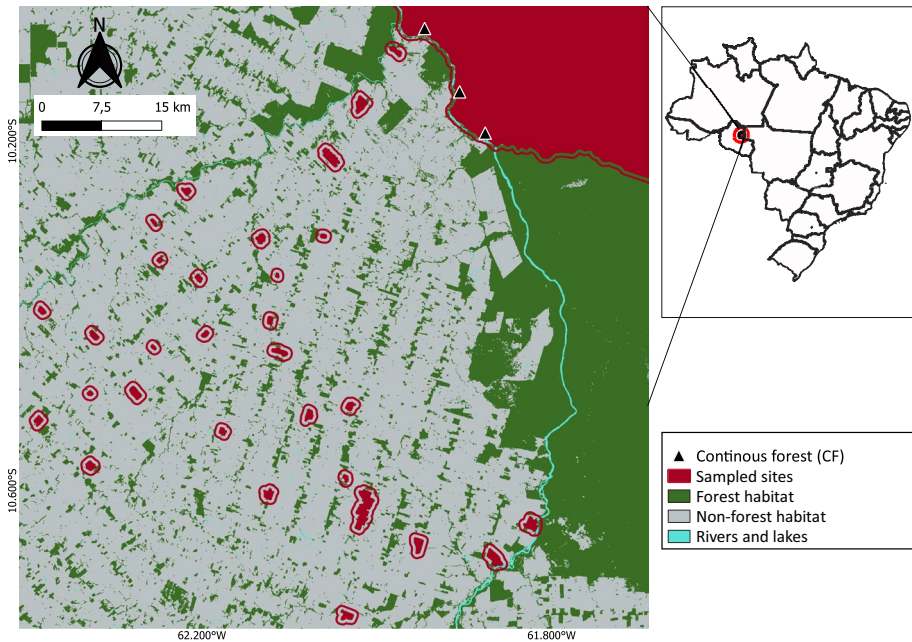 N
0 7,5 15 km
10.200°S
10.600°S
62.200°W 61.800°W
Continous forest (CF)
Sampled sites
Forest habitat
Non-forest habitat
Rivers and lakes